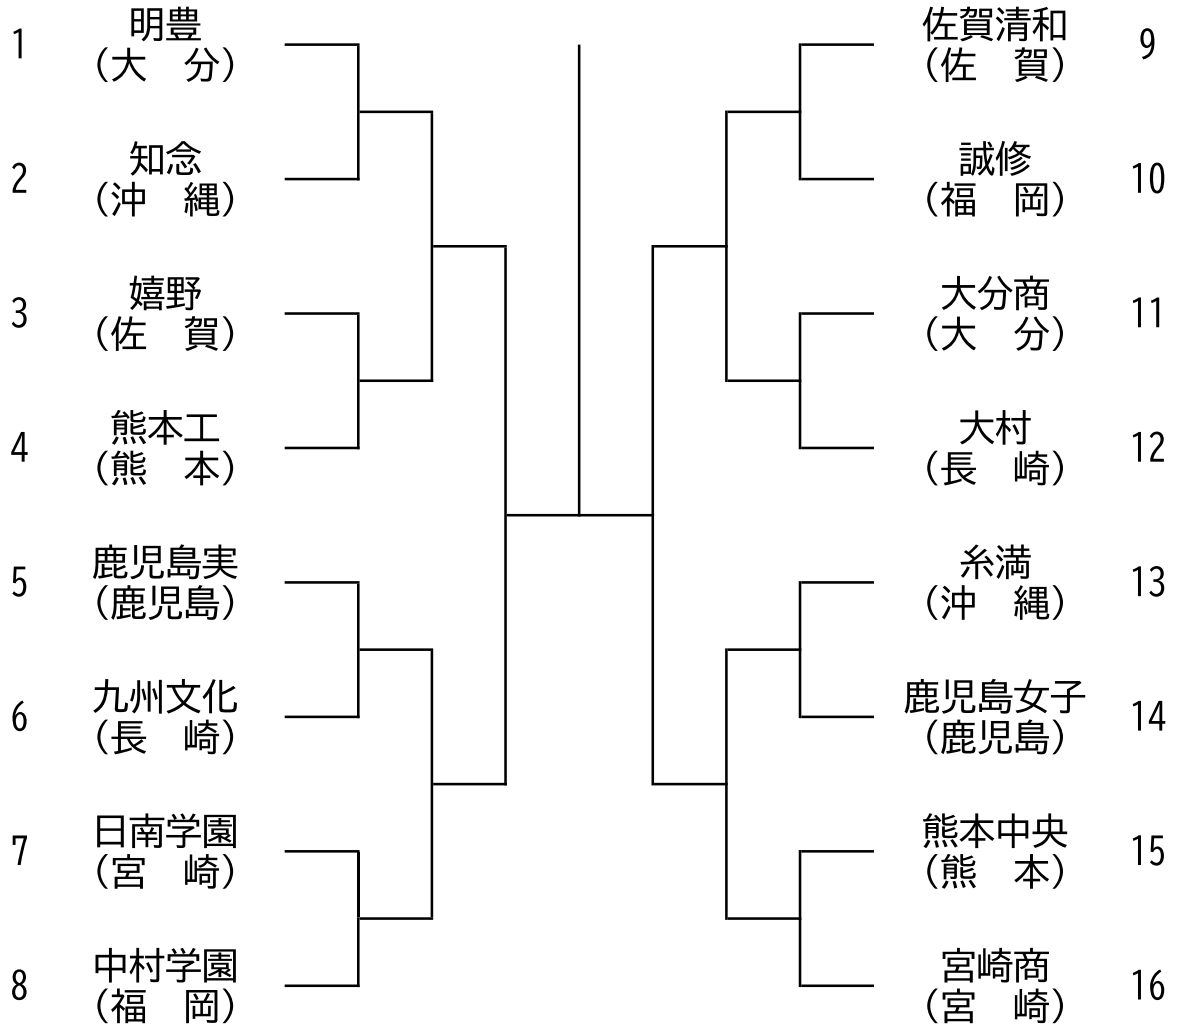 1 明豊
（大　分）
2 知念
（沖　縄）
3 嬉野
（佐　賀）
4 熊本工
（熊　本）
5 鹿児島実
（鹿児島）
6 九州文化
（長　崎）
7 日南学園
（宮　崎）
8 中村学園
（福　岡）
佐賀清和 9
（佐　賀）
誠修 10
（福　岡）
大分商 11
（大　分）
大村 12
（長　崎）
糸満 13
（沖　縄）
鹿児島女子 14
（鹿児島）
熊本中央 15
（熊　本）
宮崎商 16
（宮　崎）